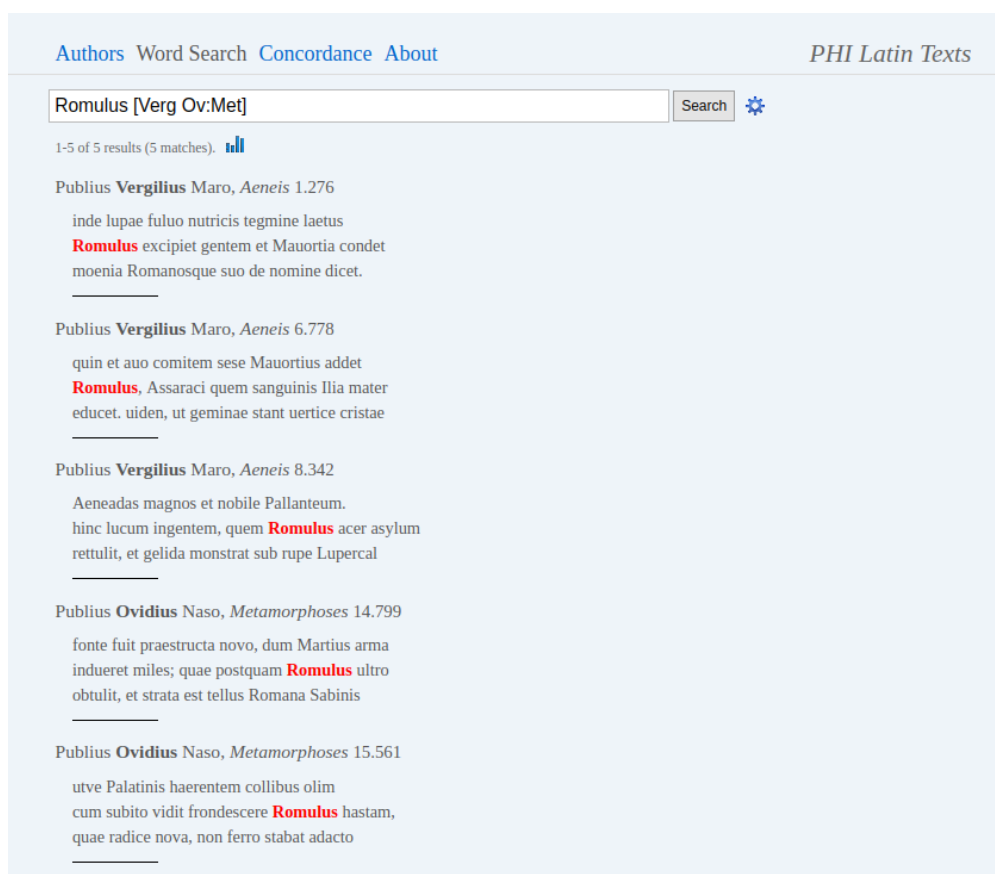 Authors Word Search Concordance About PHI Latin Texts
Romulus [Verg Ov:Met] Search
1-5 of 5 results (5 matches).
Publius Vergilius Maro, Aeneis 1.276
inde lupae fuluo nutricis tegmine laetus
Romulus excipiet gentem et Mauortia condet
moenia Romanosque suo de nomine dicet.
Publius Vergilius Maro, Aeneis 6.778
quin et auo comitem sese Mauortius addet
Romulus, Assaraci quem sanguinis Ilia mater
educet. uiden, ut geminae stant uertice cristae
Publius Vergilius Maro, Aeneis 8.342
Aeneadas magnos et nobile Pallanteum.
hinc lucum ingentem, quem Romulus acer asylum
rettulit, et gelida monstrat sub rupe Lupercal
Publius Ovidius Naso, Metamorphoses 14.799
fonte fuit praestructa novo, dum Martius arma
indueret miles; quae postquam Romulus ultro
obtulit, et strata est tellus Romana Sabinis
Publius Ovidius Naso, Metamorphoses 15.561
utve Palatinis haerentem collibus olim
cum subito vidit frondescere Romulus hastam,
quae radice nova, non ferro stabat adacto